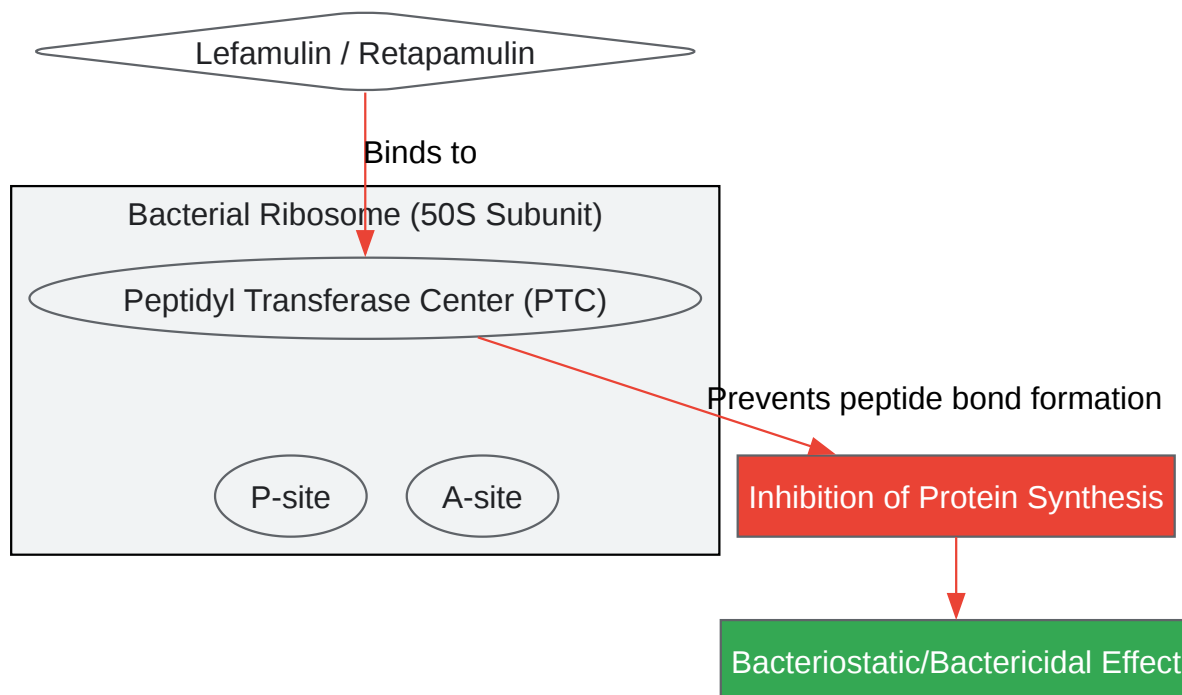 Lefamulin / Retapamulin
Binds to
Bacterial Ribosome (50S Subunit)
Peptidyl Transferase Center (PTC)
Prevents peptide bond formation
P-site
A-site
Inhibition of Protein Synthesis
Bacteriostatic/Bactericidal Effect